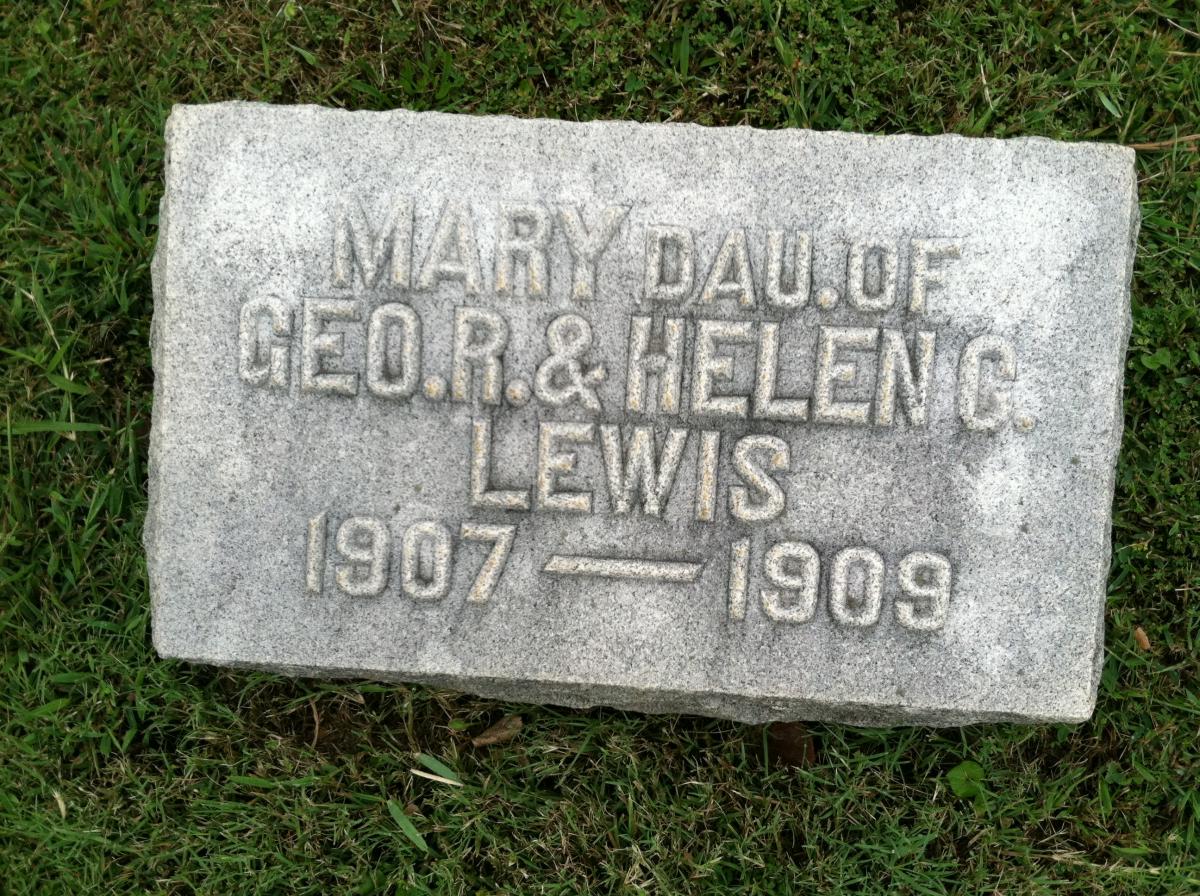 MARY DAU. OF
GEO. R. & HELEN G.
LEWIS
1907 — 1909